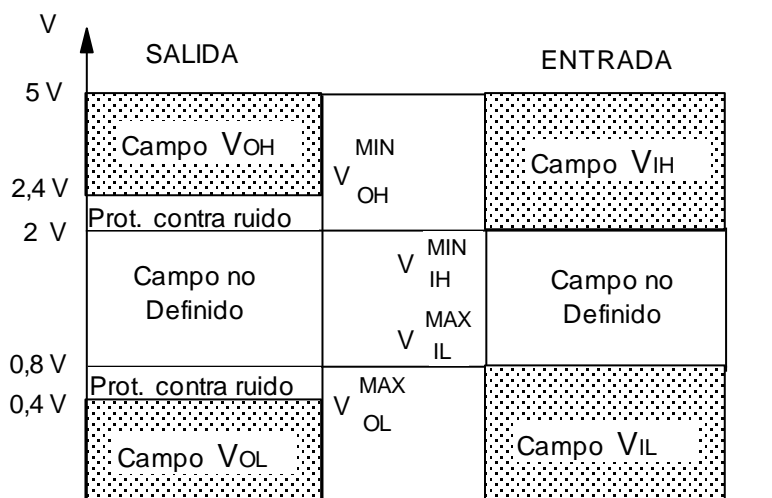 V
SALIDA
ENTRADA
5 V
Campo VOH
MIN
V
OH
Campo VIH
2,4 V
Prot. contra ruido
2 V
Campo no
Definido
MIN
V
IH
MAX
V
IL
Campo no
Definido
0,8 V
Prot. contra ruido
0,4 V
MAX
V
OL
Campo VOL
Campo VIL